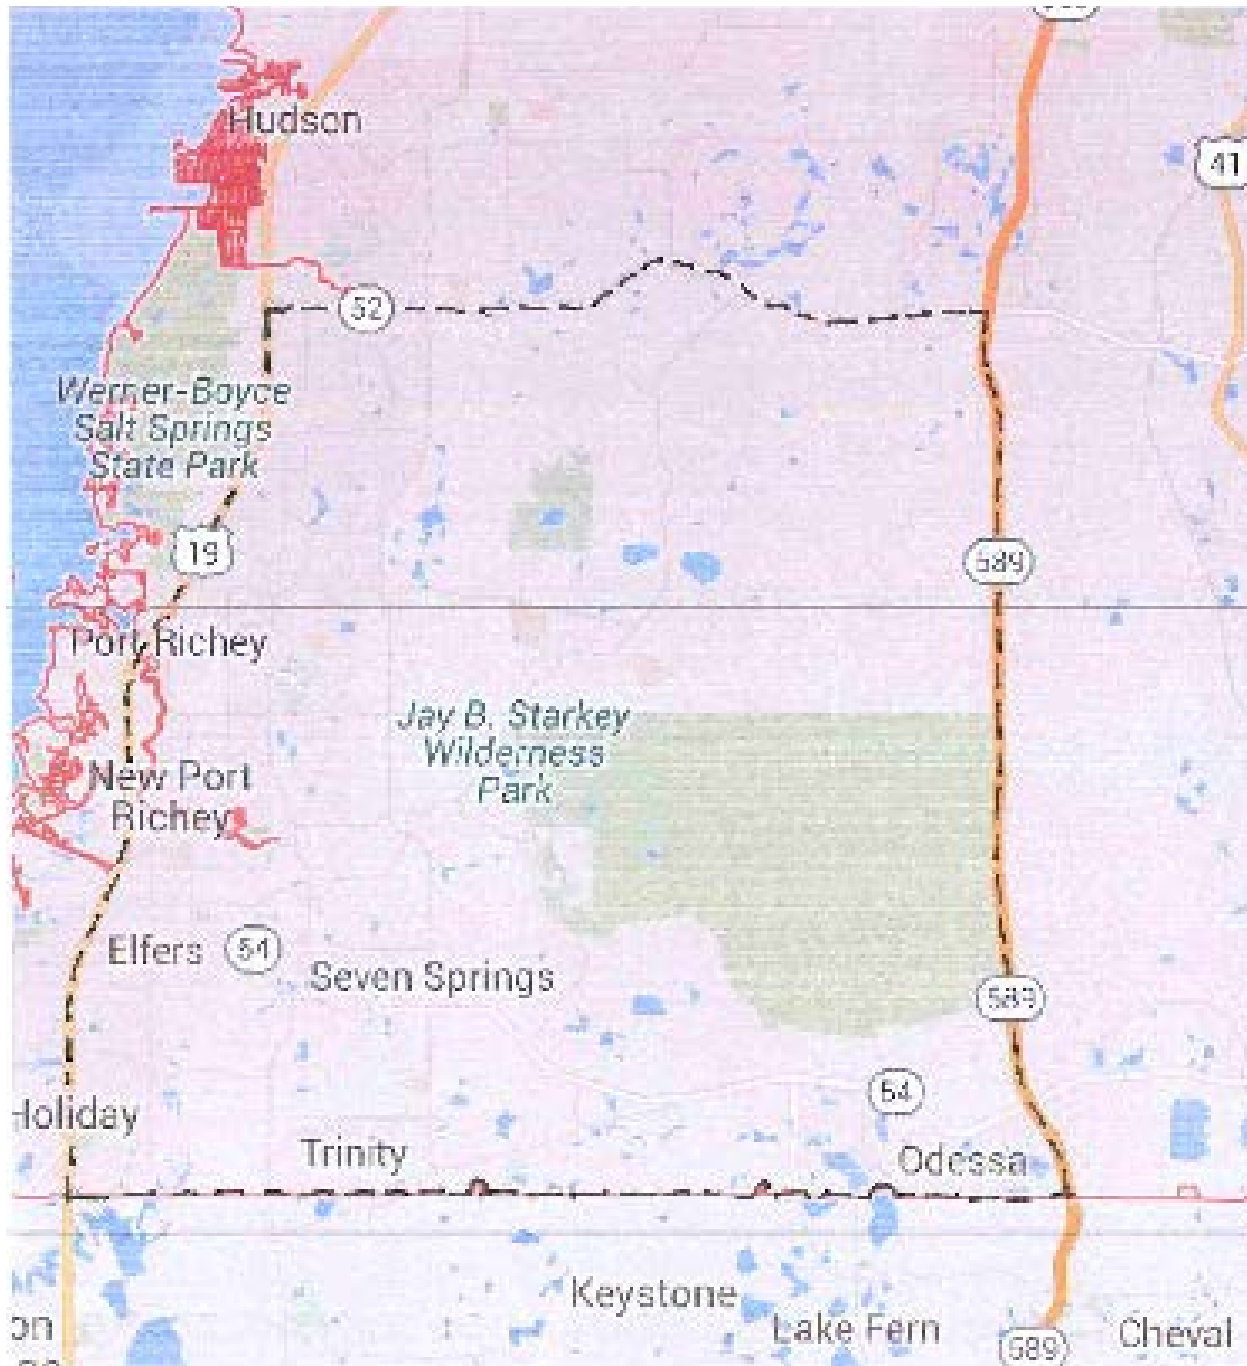 Hudson
41
52
Werner-Boyce
Salt Springs
State Park
19
589
Port Richey
Jay B. Starkey
Wilderness
Park
New Port
Richey
Elfers
54
Seven Springs
589
54
Holiday
Trinity
Odessa
Keystone
Lake Fern
589
Cheval